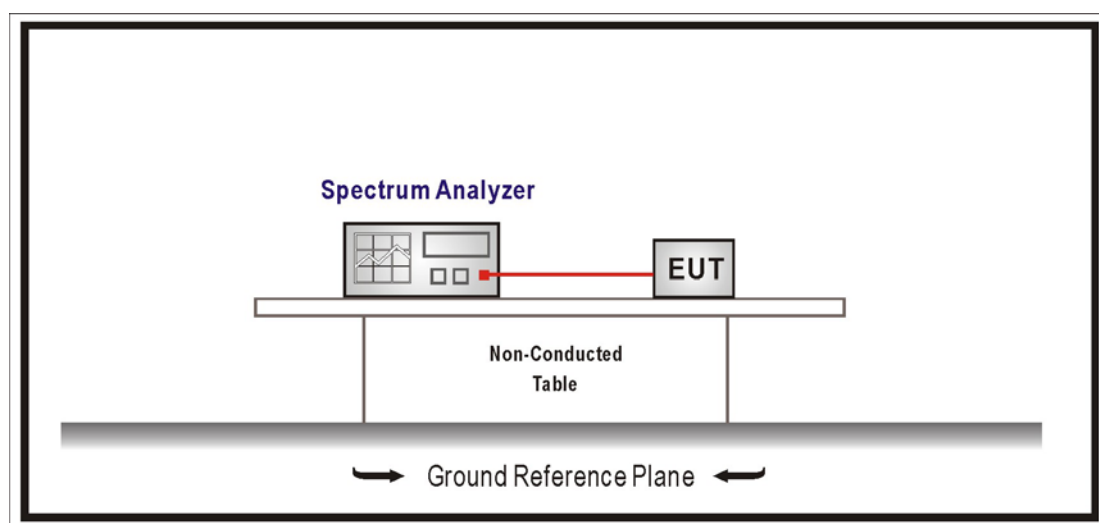 Spectrum Analyzer
EUT
Non-Conducted
Table
Ground Reference Plane